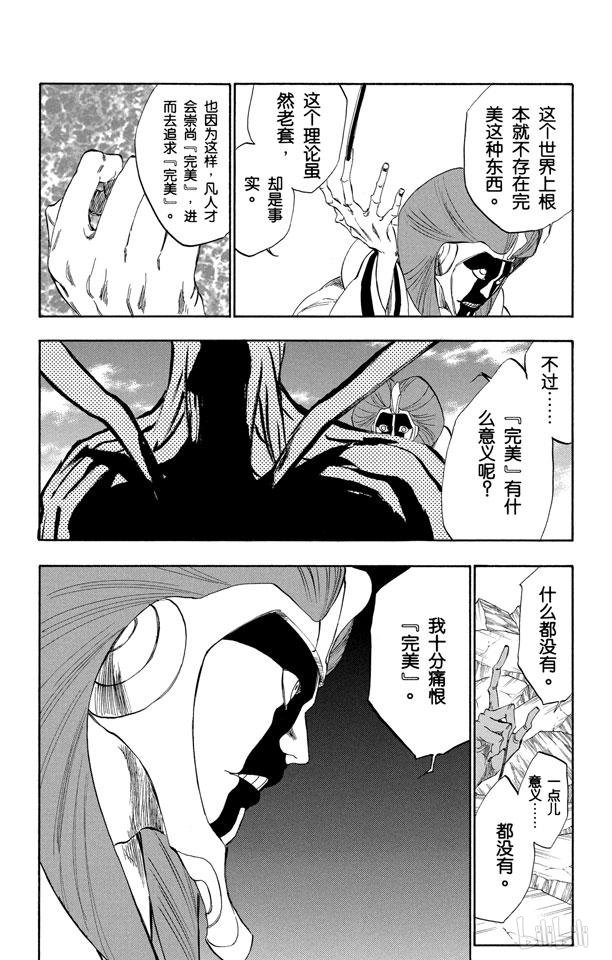 这个世界上根
本就不存在完
美这种东西。
这个理论虽
然老套，
却是事
实。
也因为这样，凡人才
会崇尚『完美』，进
而去追求『完美』。
不过……
『完美』有什
么意义呢？
什么都没有。
一点儿
意义……
都没有。
我十分痛恨
『完美』。
bilibili